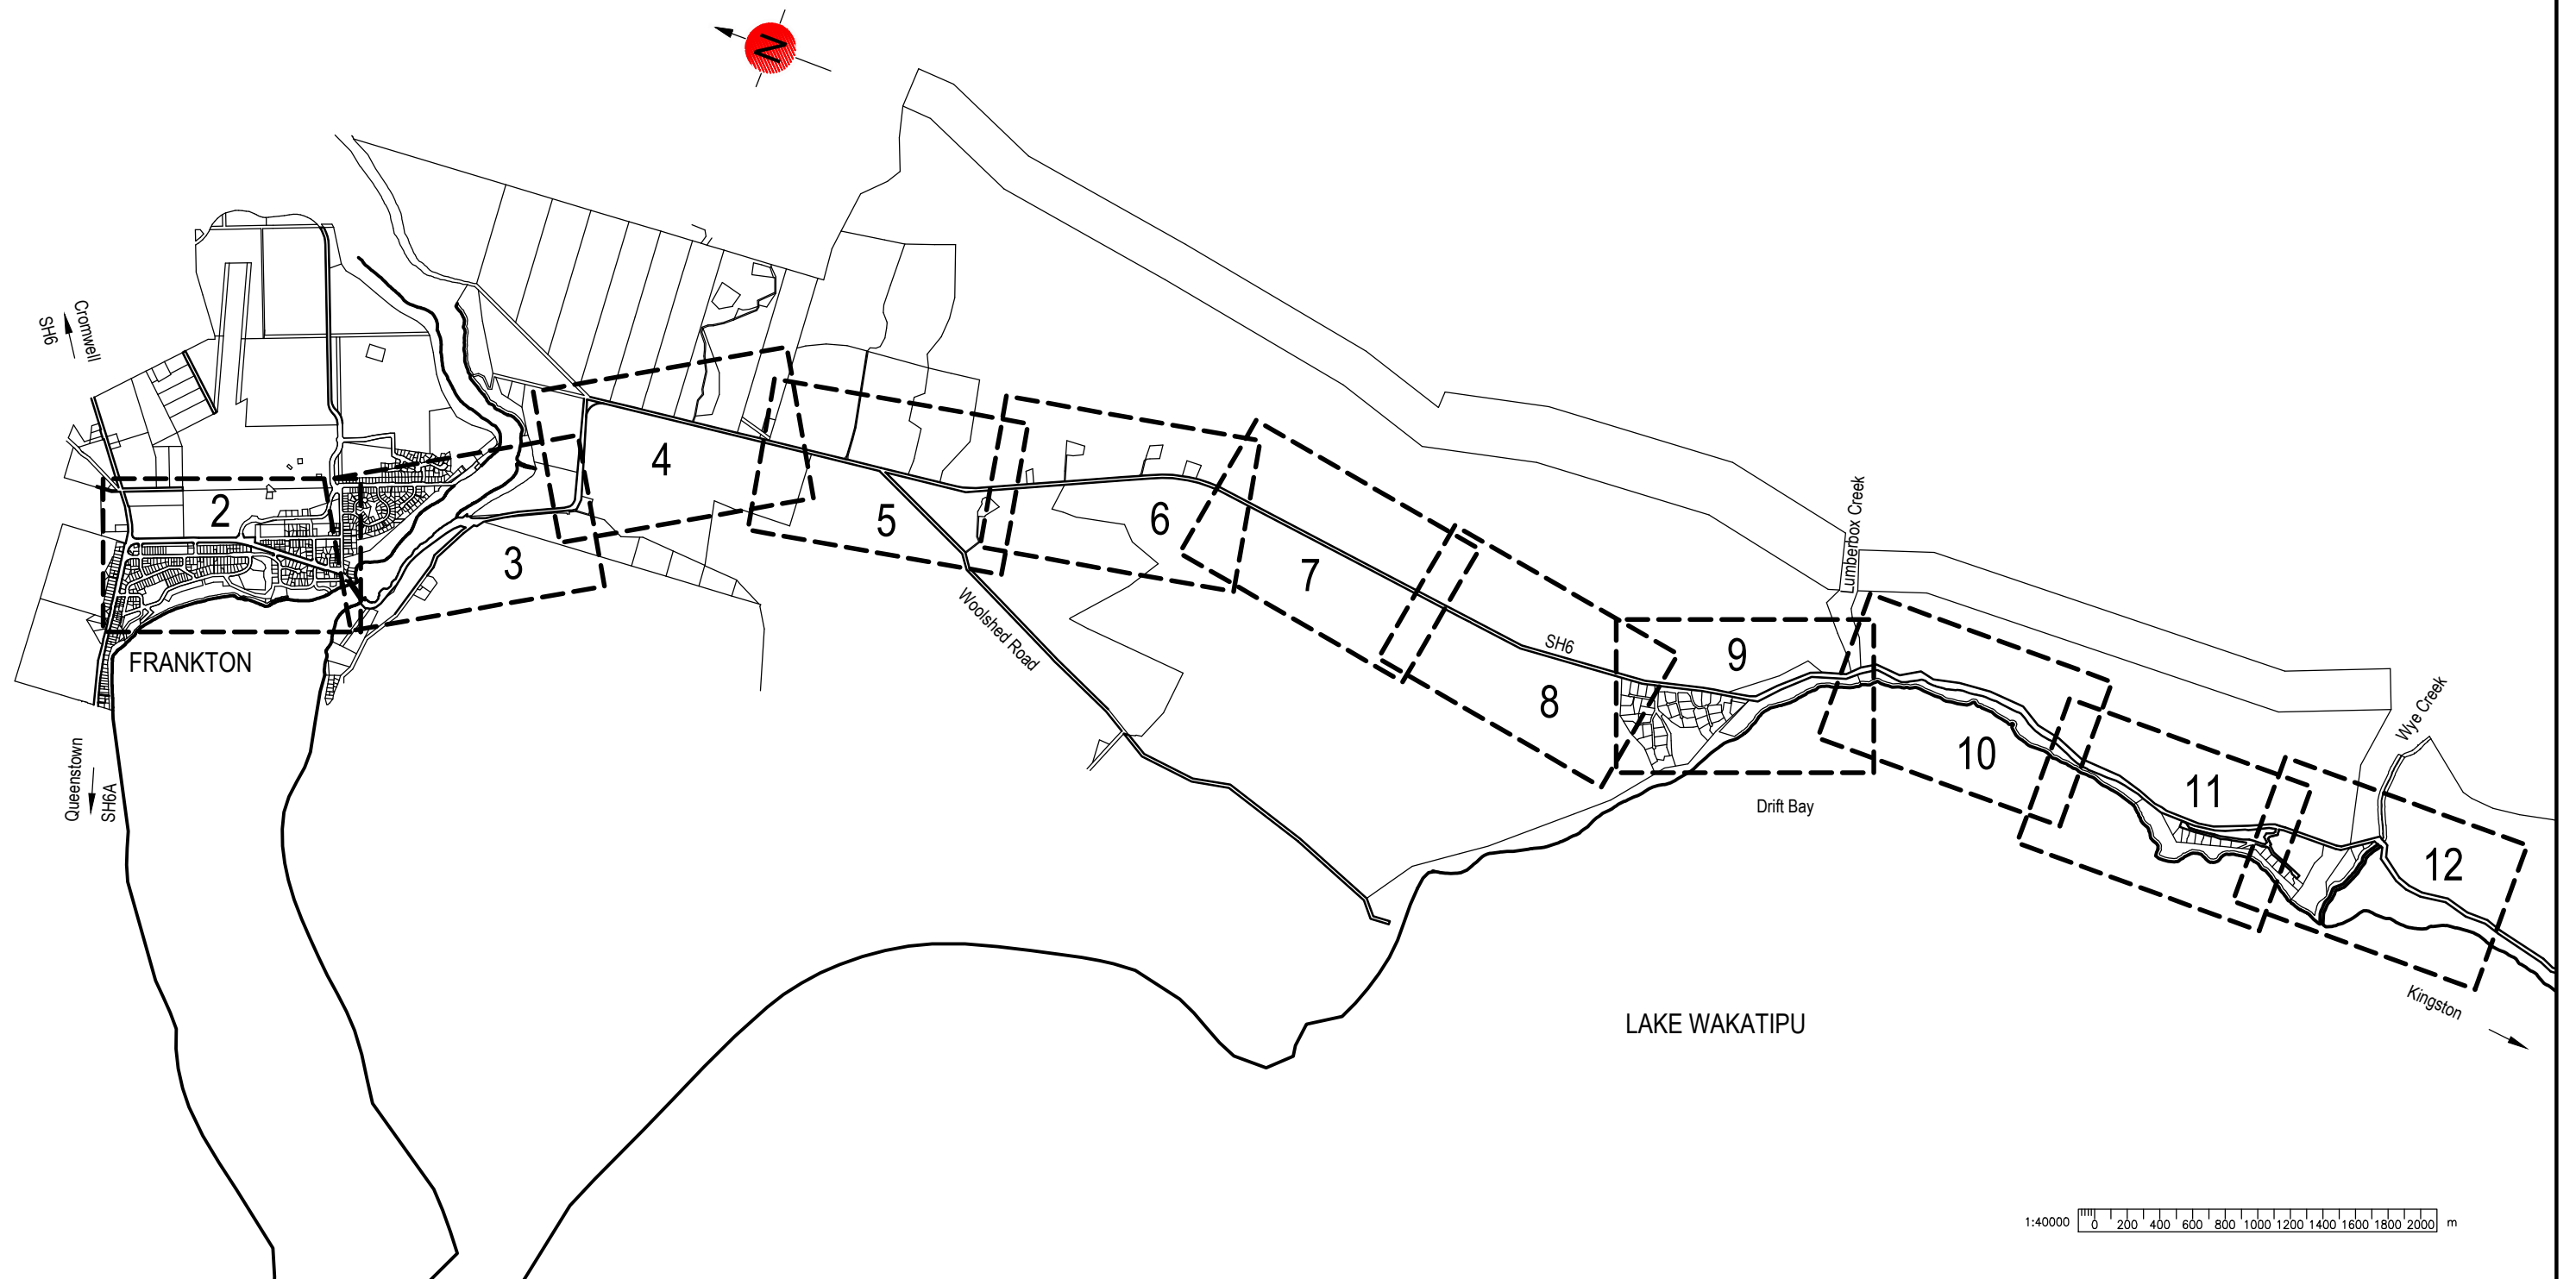 N
Cromwell
SH6
2
FRANKTON
Queenstown
SH6A
3
4
5
Woolshed Road
6
7
8
SH6
9
Lumberbox Creek
Drift Bay
10
11
Wye Creek
12
Kingston
LAKE WAKATIPU
1:40000 0 200 400 600 800 1000 1200 1400 1600 1800 2000 m